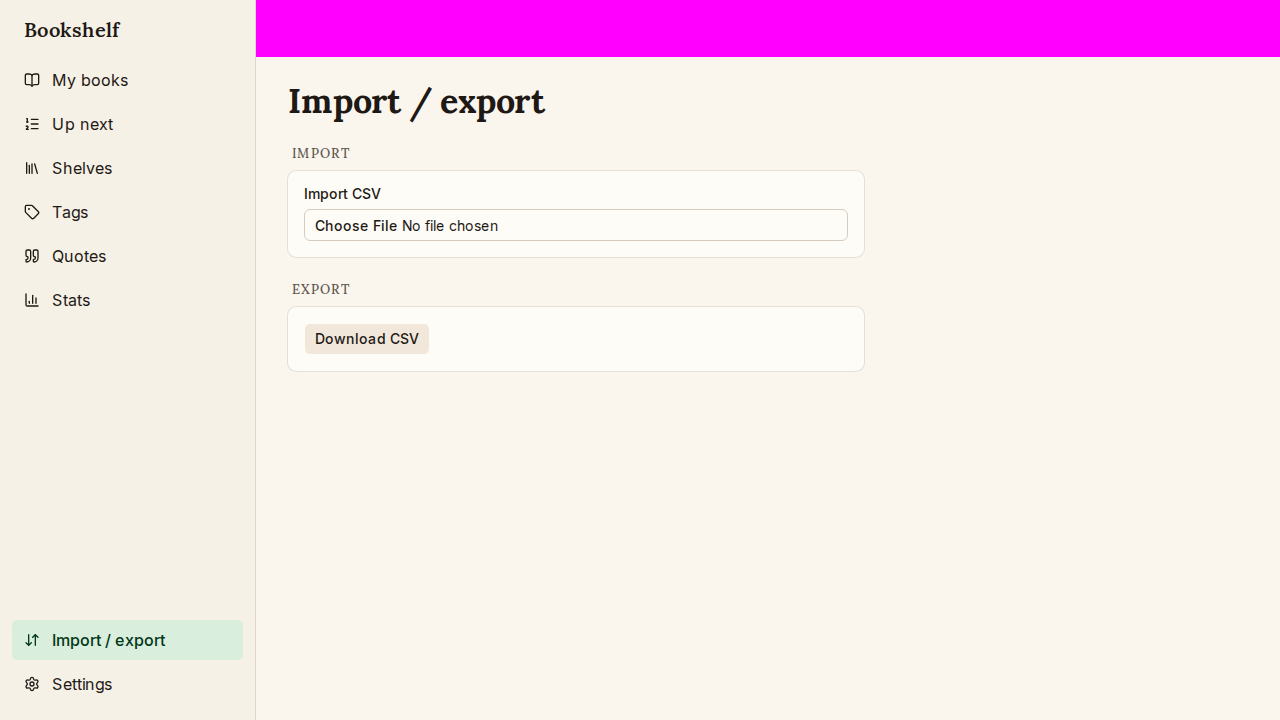 Bookshelf
My books
Up next
Shelves
Tags
Quotes
Stats
Import / export
Settings
Import / export
IMPORT
Import CSV
Choose File No file chosen
EXPORT
Download CSV